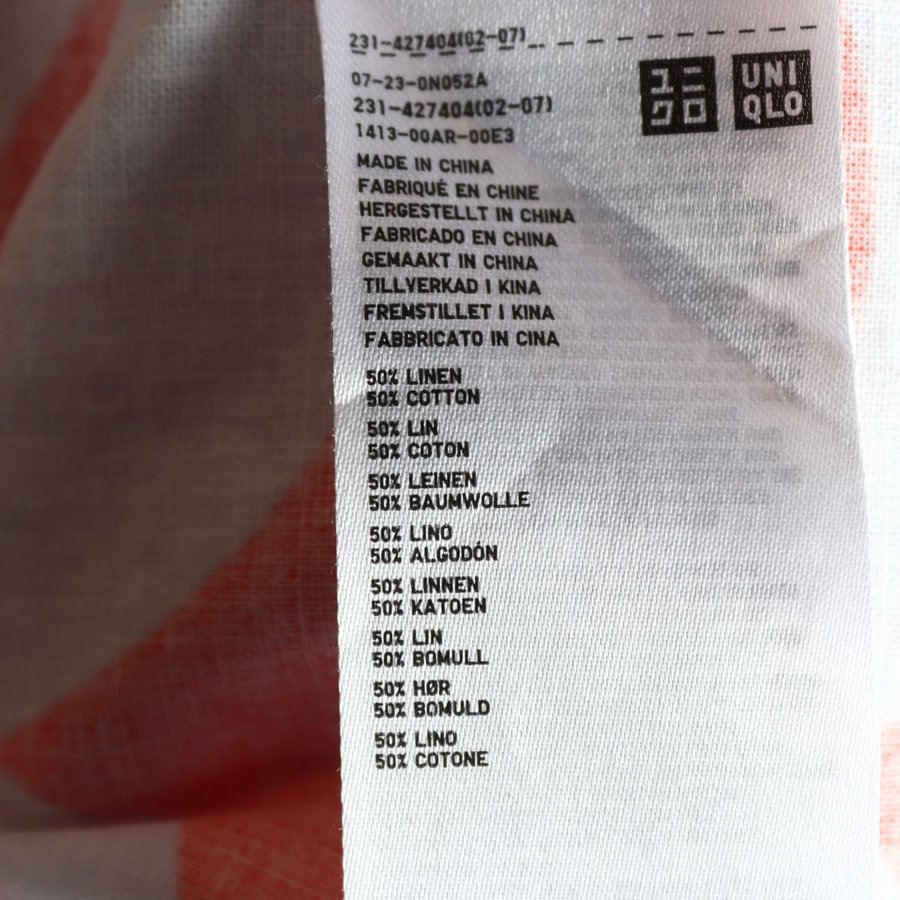 231-427404(02-07)
07-23-0N052A
231-427404(02-07)
1413-00AR-00E3
ユニ
クロ
UNI
QLO
MADE IN CHINA
FABRIQUÉ EN CHINE
HERGESTELLT IN CHINA
FABRICADO EN CHINA
GEMAAKT IN CHINA
TILLVERKAD I KINA
FREMSTILLET I KINA
FABBRICATO IN CINA
50% LINEN
50% COTTON
50% LIN
50% COTON
50% LEINEN
50% BAUMWOLLE
50% LINO
50% ALGODÓN
50% LINNEN
50% KATOEN
50% LIN
50% BOMULL
50% HØR
50% BOMULD
50% LINO
50% COTONE